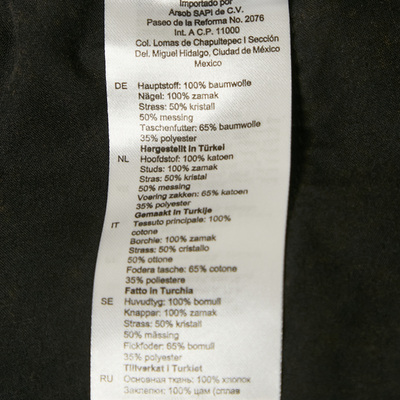 Importado por
Arsob SAPI de C.V.
Paseo de la Reforma No. 2076
Int. A C.P. 11000
Col. Lomas de Chapultepec I Sección
Del. Miguel Hidalgo, Ciudad de México
Mexico
DE Hauptstoff: 100% baumwolle
Nägel: 100% zamak
Strass: 50% kristall
50% messing
Taschenfutter: 65% baumwolle
35% polyester
Hergestellt in Türkei
NL Hoofdstof: 100% katoen
Studs: 100% zamak
Stras: 50% kristal
50% messing
Voering zakken: 65% katoen
35% polyester
Gemaakt in Turkije
IT Tessuto principale: 100%
cotone
Borchie: 100% zamak
Strass: 50% cristallo
50% ottone
Fodera tasche: 65% cotone
35% poliestere
Fatto in Turchia
SE Huvudtyg: 100% bomull
Knappar: 100% zamak
Strass: 50% kristall
50% mässing
Fickfoder: 65% bomull
35% polyester
Tillverkat i Turkiet
RU Основная ткань: 100% хлопок
Заклепки: 100% цам (сплав